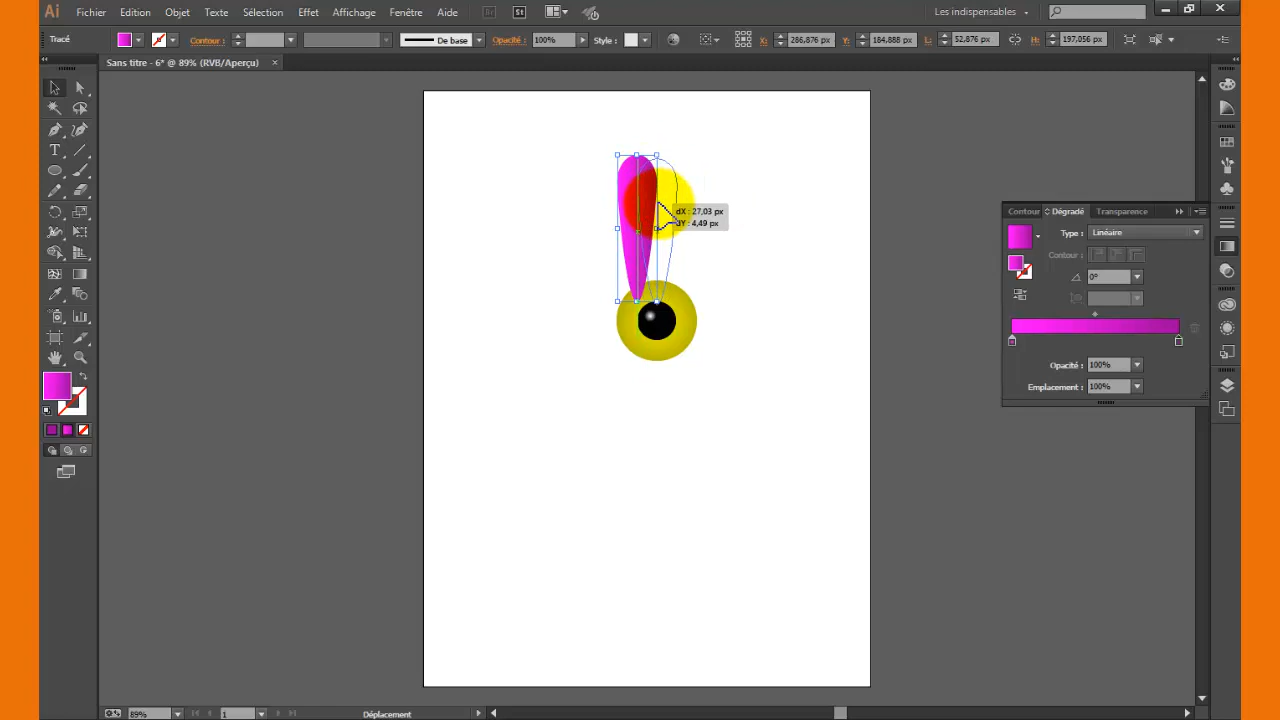 Ai Fichier Edition Objet Texte Sélection Effet Affichage Fenêtre Aide Br St Les indispensables
Tracé Contour : De base Opacité : 100% Style : X: 286,876 px Y: 184,888 px L: 52,876 px H: 197,056 px
Sans titre - 6* @ 89% (RVB/Aperçu) ×
dX : 27,03 px
dY : 4,49 px
Contour Dégradé Transparence
Type : Linéaire
Contour :
0°
Opacité : 100%
Emplacement : 100%
89% 1 Déplacement